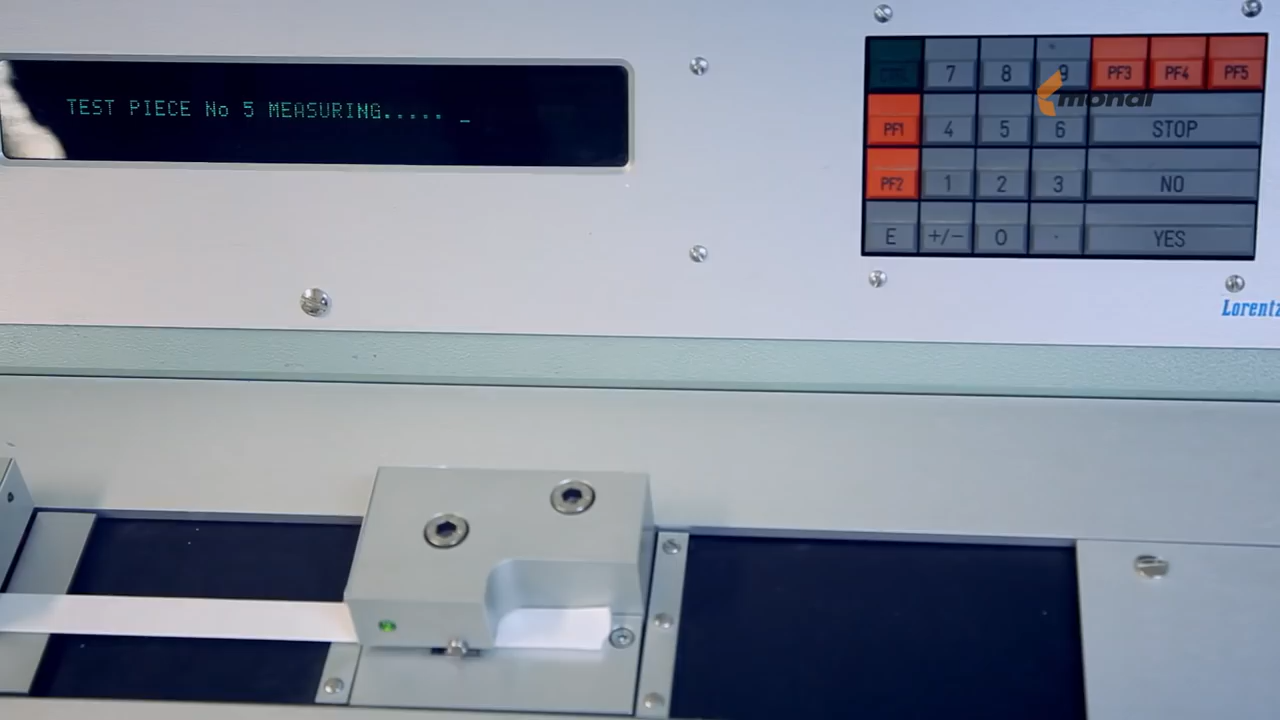 TEST PIECE No 5 MEASURING..... _
7 8 9 PF3 PF4 PF5
PF1 4 5 6 STOP
PF2 1 2 3 NO
E +/− 0 . YES
mondi
Lorentz